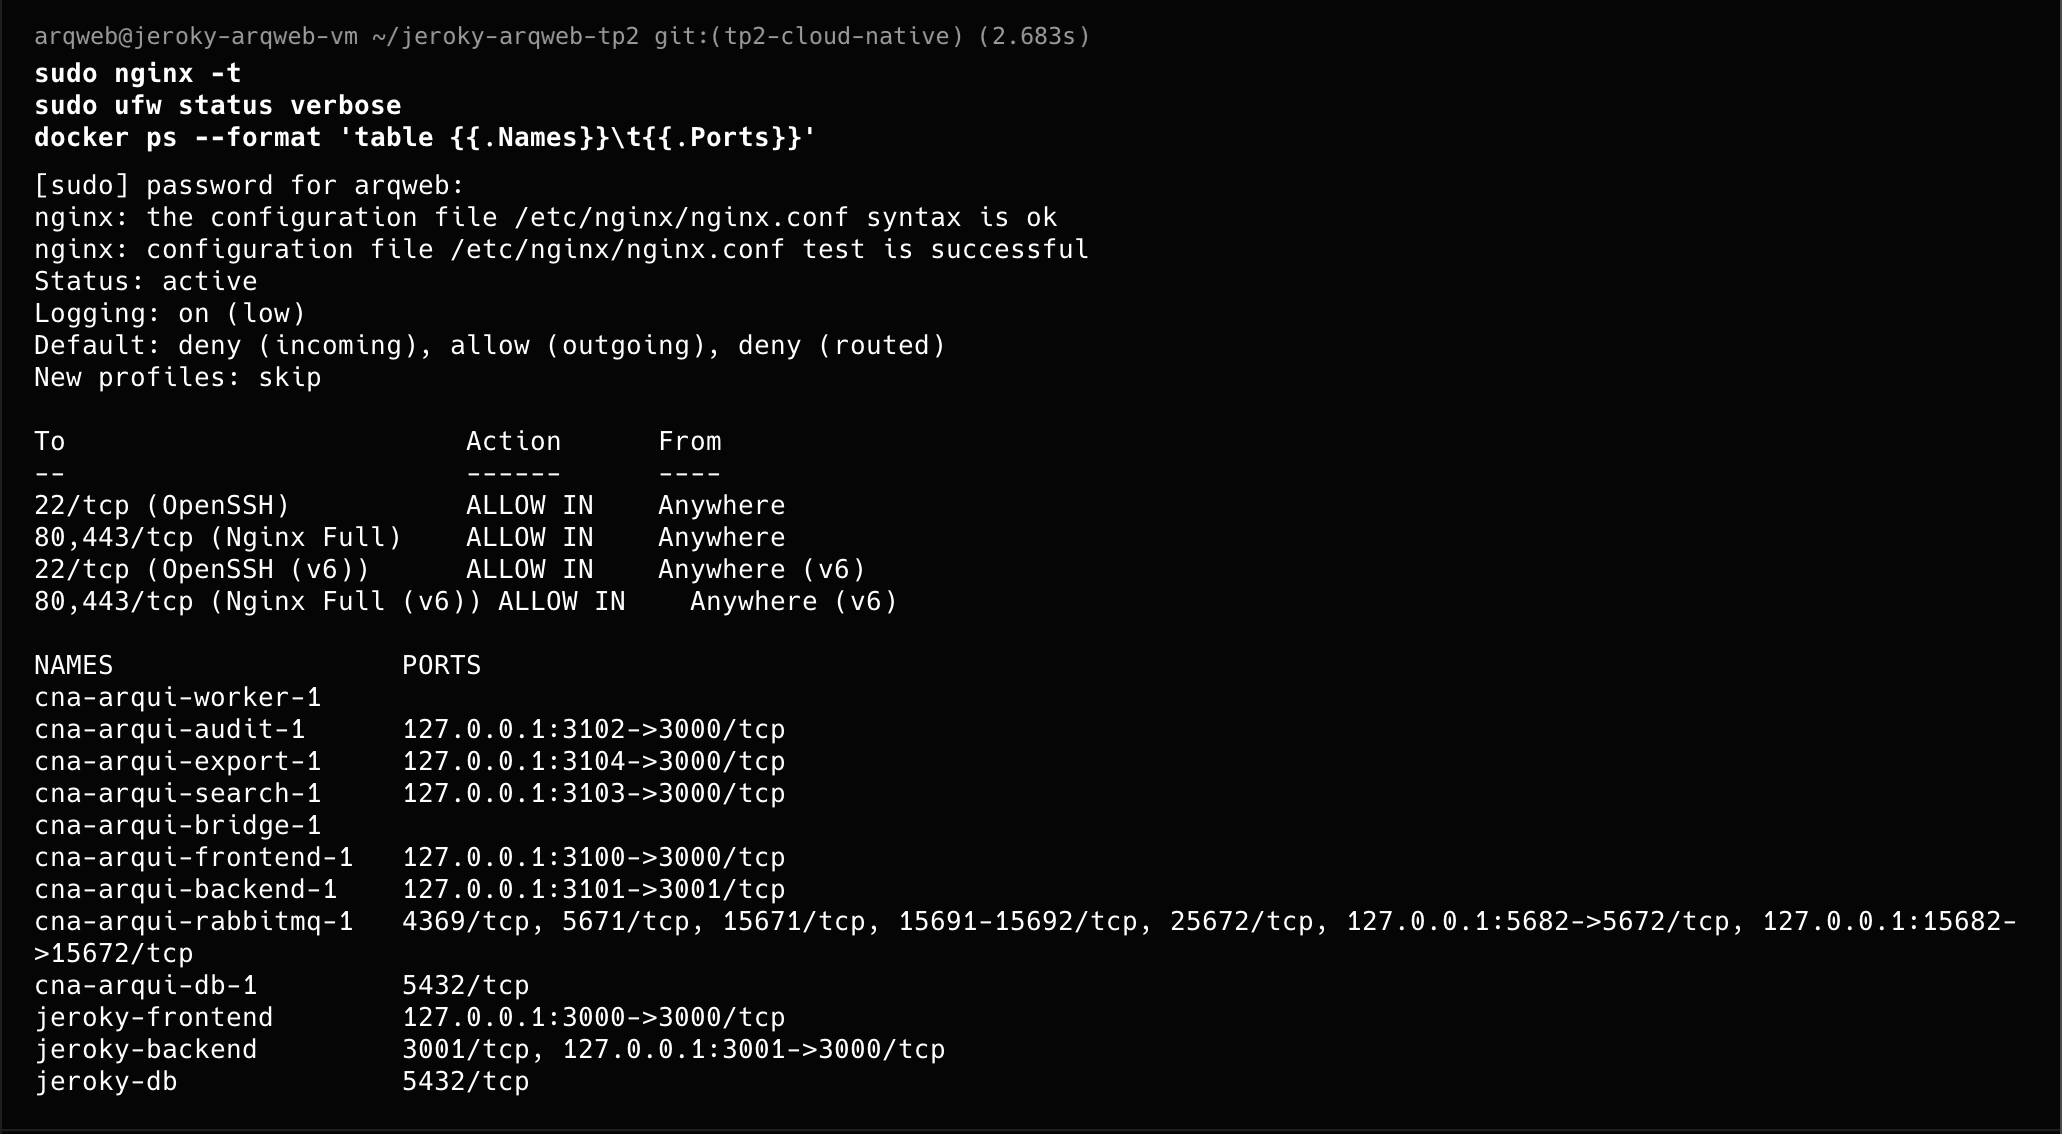 arqweb@jeroky-arqweb-vm ~/jeroky-arqweb-tp2 git:(tp2-cloud-native) (2.683s)
sudo nginx -t
sudo ufw status verbose
docker ps --format 'table {{.Names}}\t{{.Ports}}'
[sudo] password for arqweb:
nginx: the configuration file /etc/nginx/nginx.conf syntax is ok
nginx: configuration file /etc/nginx/nginx.conf test is successful
Status: active
Logging: on (low)
Default: deny (incoming), allow (outgoing), deny (routed)
New profiles: skip

To                         Action      From
--                         ------      ----
22/tcp (OpenSSH)           ALLOW IN    Anywhere
80,443/tcp (Nginx Full)    ALLOW IN    Anywhere
22/tcp (OpenSSH (v6))      ALLOW IN    Anywhere (v6)
80,443/tcp (Nginx Full (v6)) ALLOW IN    Anywhere (v6)

NAMES                  PORTS
cna-arqui-worker-1
cna-arqui-audit-1      127.0.0.1:3102->3000/tcp
cna-arqui-export-1     127.0.0.1:3104->3000/tcp
cna-arqui-search-1     127.0.0.1:3103->3000/tcp
cna-arqui-bridge-1
cna-arqui-frontend-1   127.0.0.1:3100->3000/tcp
cna-arqui-backend-1    127.0.0.1:3101->3001/tcp
cna-arqui-rabbitmq-1   4369/tcp, 5671/tcp, 15671/tcp, 15691-15692/tcp, 25672/tcp, 127.0.0.1:5682->5672/tcp, 127.0.0.1:15682-
>15672/tcp
cna-arqui-db-1         5432/tcp
jeroky-frontend        127.0.0.1:3000->3000/tcp
jeroky-backend         3001/tcp, 127.0.0.1:3001->3000/tcp
jeroky-db              5432/tcp